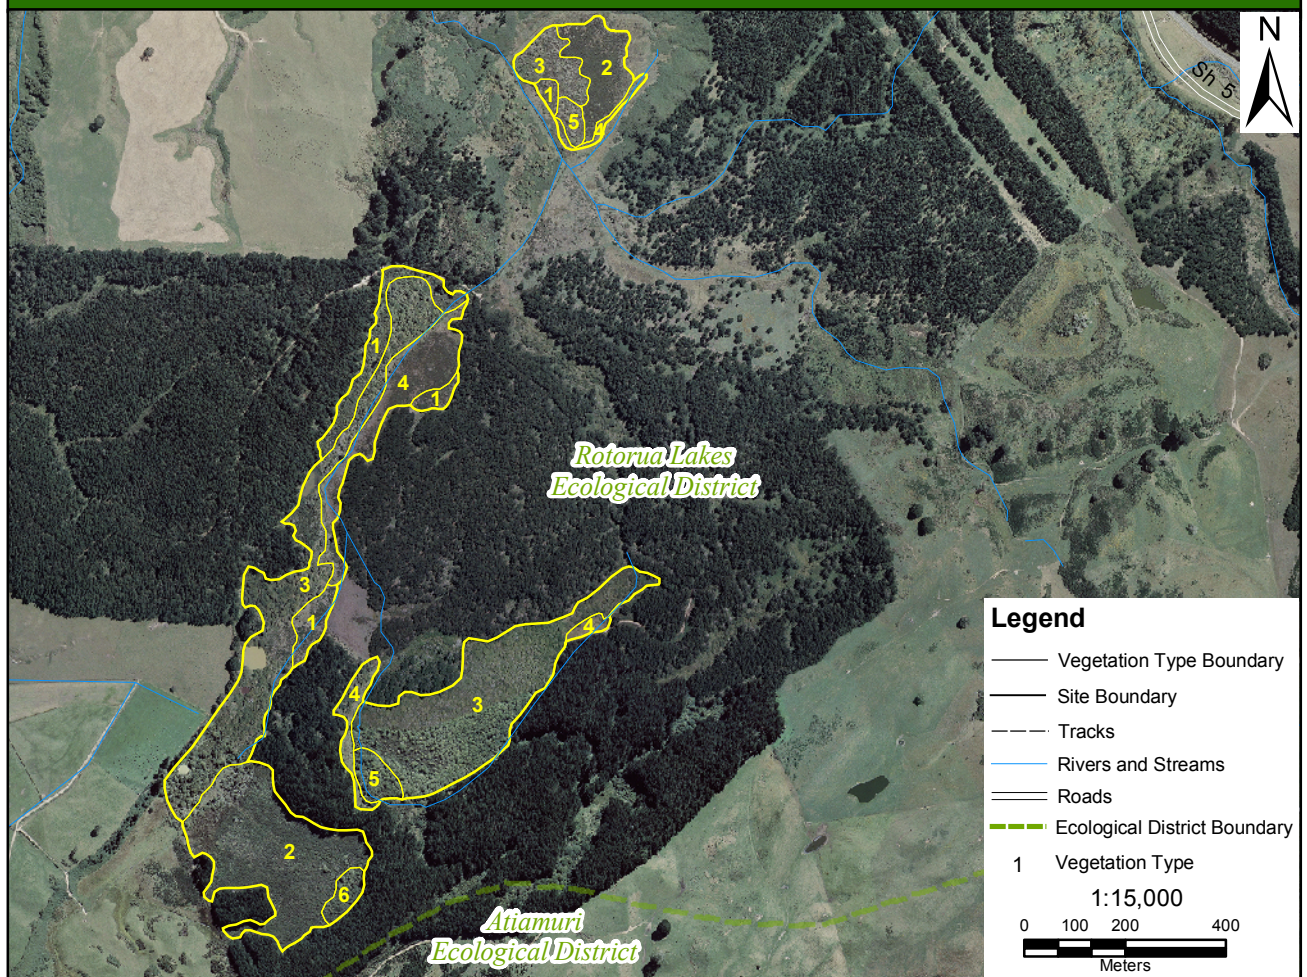 N
Sh 5
3
2
1
5
4
1
4
1
Rotorua Lakes
Ecological District
3
1
4
4
3
5
2
6
Atiamuri
Ecological District
Legend
Vegetation Type Boundary
Site Boundary
Tracks
Rivers and Streams
Roads
Ecological District Boundary
1 Vegetation Type
1:15,000
0 100 200 400
Meters